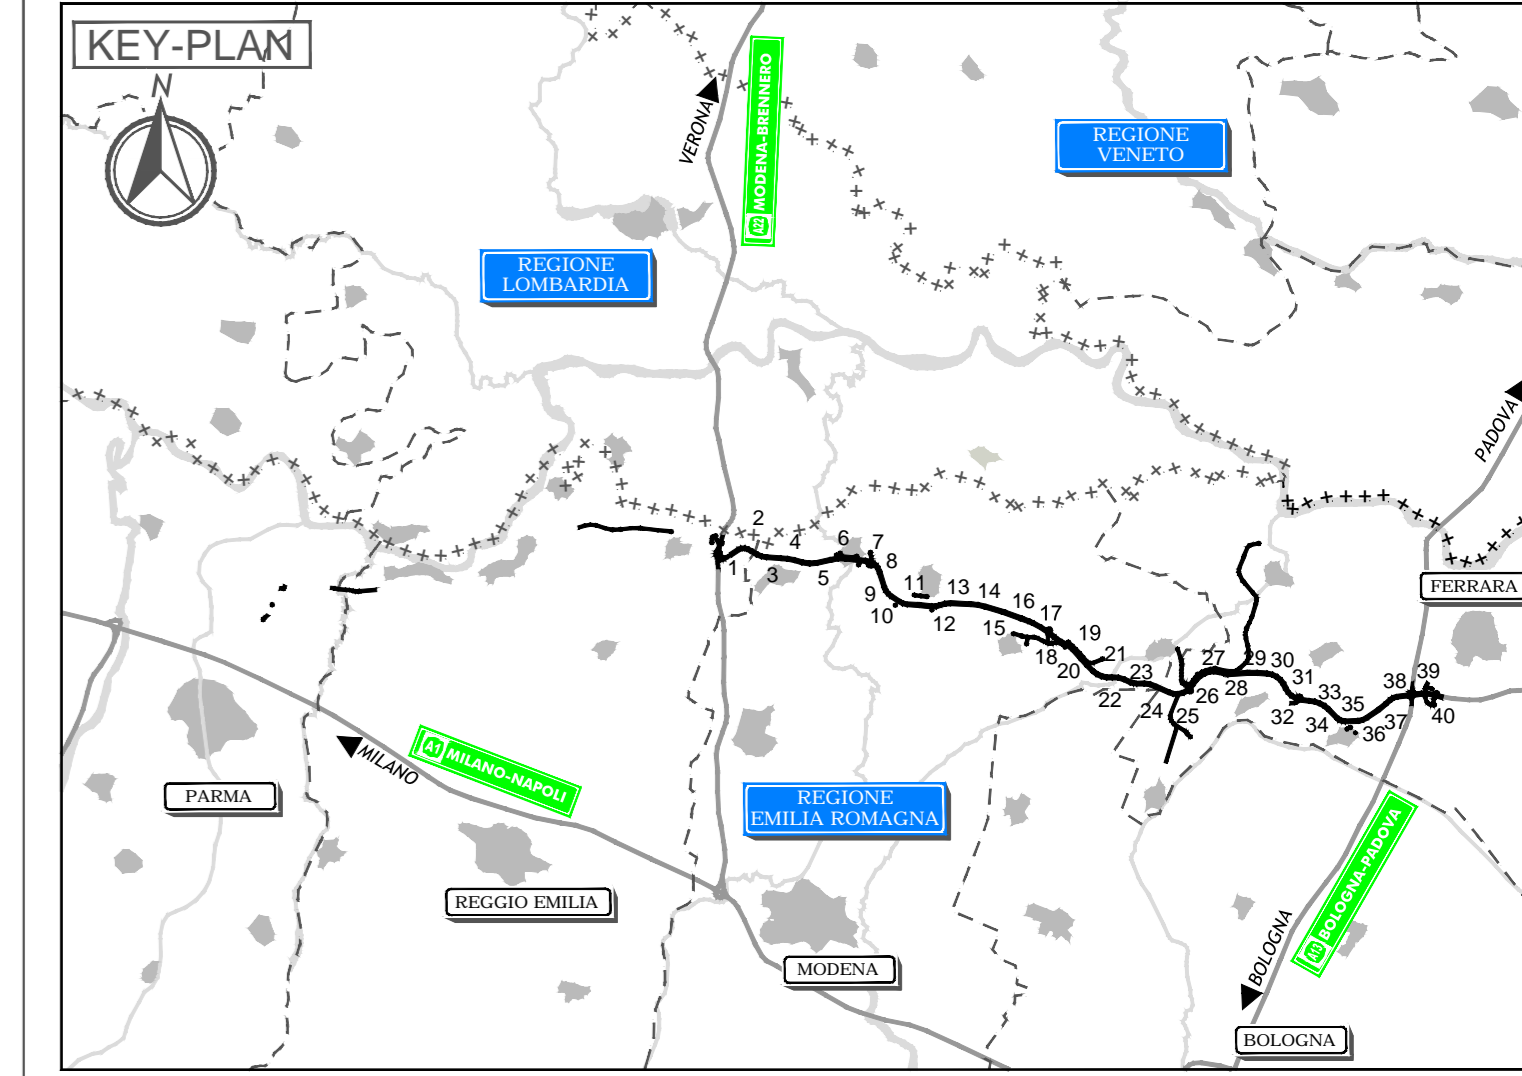 KEY-PLAN
N
VERONA
A22 MODENA-BRENNERO
REGIONE
VENETO
REGIONE
LOMBARDIA
PADOVA
FERRARA
1
2
3
4
5
6
7
8
9
10
11
12
13
14
15
16
17
18
19
20
21
22
23
24
25
26
27
28
29
30
31
32
33
34
35
36
37
38
39
40
A1 MILANO-NAPOLI
MILANO
PARMA
REGIONE
EMILIA ROMAGNA
A13 BOLOGNA-PADOVA
REGGIO EMILIA
BOLOGNA
MODENA
BOLOGNA